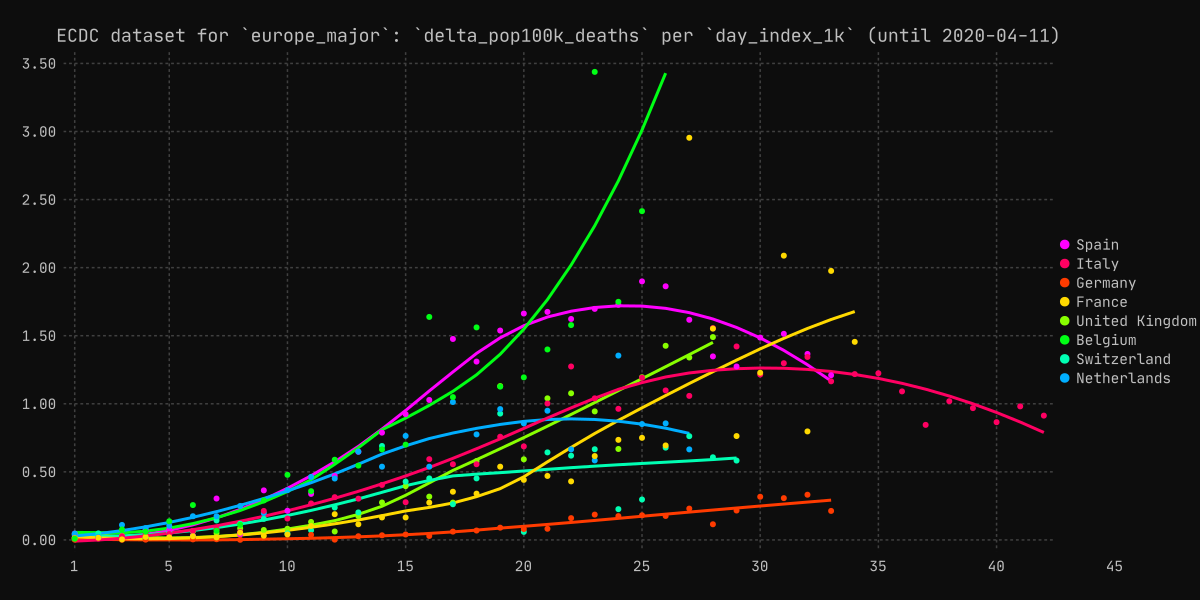 ECDC dataset for `europe_major`: `delta_pop100k_deaths` per `day_index_1k` (until 2020-04-11)
3.50
3.00
2.50
2.00
1.50
1.00
0.50
0.00
1 5 10 15 20 25 30 35 40 45
Spain
Italy
Germany
France
United Kingdom
Belgium
Switzerland
Netherlands